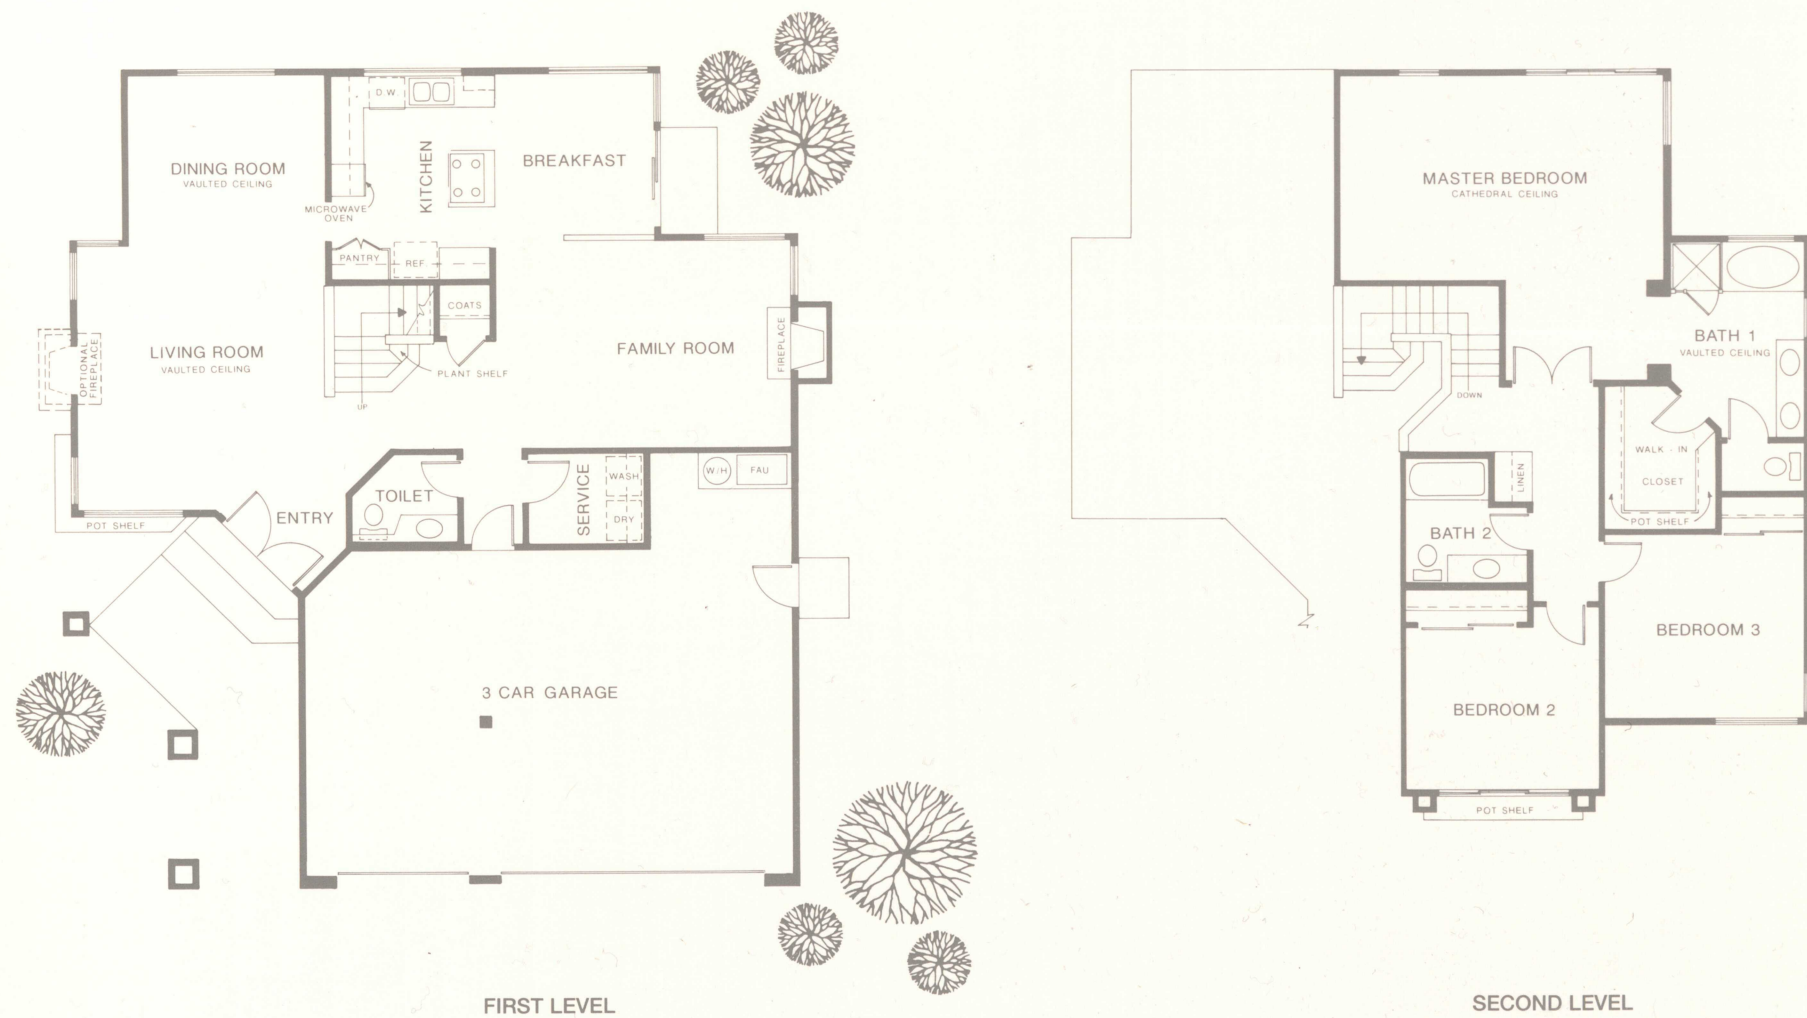 DINING ROOM
VAULTED CEILING
D.W.
KITCHEN
BREAKFAST
MICROWAVE
OVEN
PANTRY
REF.
COATS
LIVING ROOM
VAULTED CEILING
OPTIONAL
FIREPLACE
PLANT SHELF
UP
FAMILY ROOM
FIREPLACE
TOILET
SERVICE
WASH
DRY
W/H
FAU
ENTRY
POT SHELF
3 CAR GARAGE
FIRST LEVEL
MASTER BEDROOM
CATHEDRAL CEILING
BATH 1
VAULTED CEILING
DOWN
WALK - IN
CLOSET
POT SHELF
LINEN
BATH 2
BEDROOM 3
BEDROOM 2
POT SHELF
SECOND LEVEL